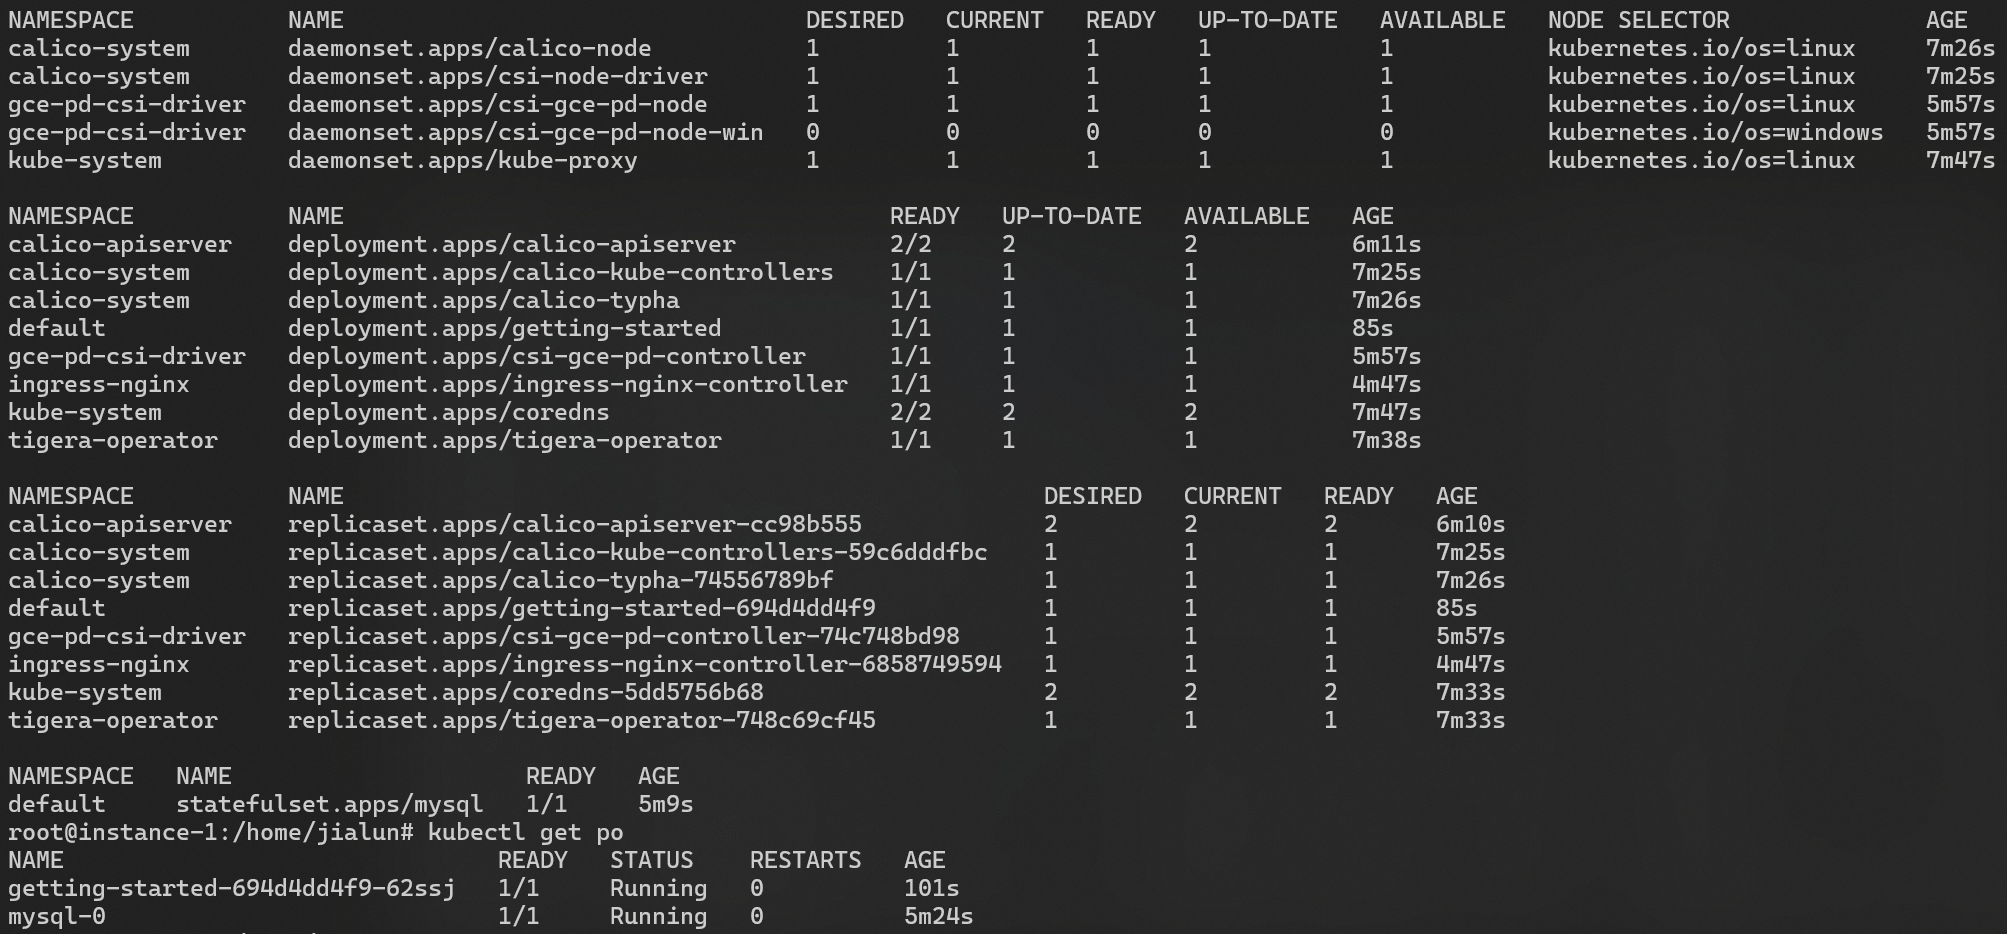 NAMESPACE NAME DESIRED CURRENT READY UP-TO-DATE AVAILABLE NODE SELECTOR AGE
calico-system daemonset.apps/calico-node 1 1 1 1 1 kubernetes.io/os=linux 7m26s
calico-system daemonset.apps/csi-node-driver 1 1 1 1 1 kubernetes.io/os=linux 7m25s
gce-pd-csi-driver daemonset.apps/csi-gce-pd-node 1 1 1 1 1 kubernetes.io/os=linux 5m57s
gce-pd-csi-driver daemonset.apps/csi-gce-pd-node-win 0 0 0 0 0 kubernetes.io/os=windows 5m57s
kube-system daemonset.apps/kube-proxy 1 1 1 1 1 kubernetes.io/os=linux 7m47s
NAMESPACE NAME READY UP-TO-DATE AVAILABLE AGE
calico-apiserver deployment.apps/calico-apiserver 2/2 2 2 6m11s
calico-system deployment.apps/calico-kube-controllers 1/1 1 1 7m25s
calico-system deployment.apps/calico-typha 1/1 1 1 7m26s
default deployment.apps/getting-started 1/1 1 1 85s
gce-pd-csi-driver deployment.apps/csi-gce-pd-controller 1/1 1 1 5m57s
ingress-nginx deployment.apps/ingress-nginx-controller 1/1 1 1 4m47s
kube-system deployment.apps/coredns 2/2 2 2 7m47s
tigera-operator deployment.apps/tigera-operator 1/1 1 1 7m38s
NAMESPACE NAME DESIRED CURRENT READY AGE
calico-apiserver replicaset.apps/calico-apiserver-cc98b555 2 2 2 6m10s
calico-system replicaset.apps/calico-kube-controllers-59c6dddfbc 1 1 1 7m25s
calico-system replicaset.apps/calico-typha-74556789bf 1 1 1 7m26s
default replicaset.apps/getting-started-694d4dd4f9 1 1 1 85s
gce-pd-csi-driver replicaset.apps/csi-gce-pd-controller-74c748bd98 1 1 1 5m57s
ingress-nginx replicaset.apps/ingress-nginx-controller-6858749594 1 1 1 4m47s
kube-system replicaset.apps/coredns-5dd5756b68 2 2 2 7m33s
tigera-operator replicaset.apps/tigera-operator-748c69cf45 1 1 1 7m33s
NAMESPACE NAME READY AGE
default statefulset.apps/mysql 1/1 5m9s
root@instance-1:/home/jialun# kubectl get po
NAME READY STATUS RESTARTS AGE
getting-started-694d4dd4f9-62ssj 1/1 Running 0 101s
mysql-0 1/1 Running 0 5m24s